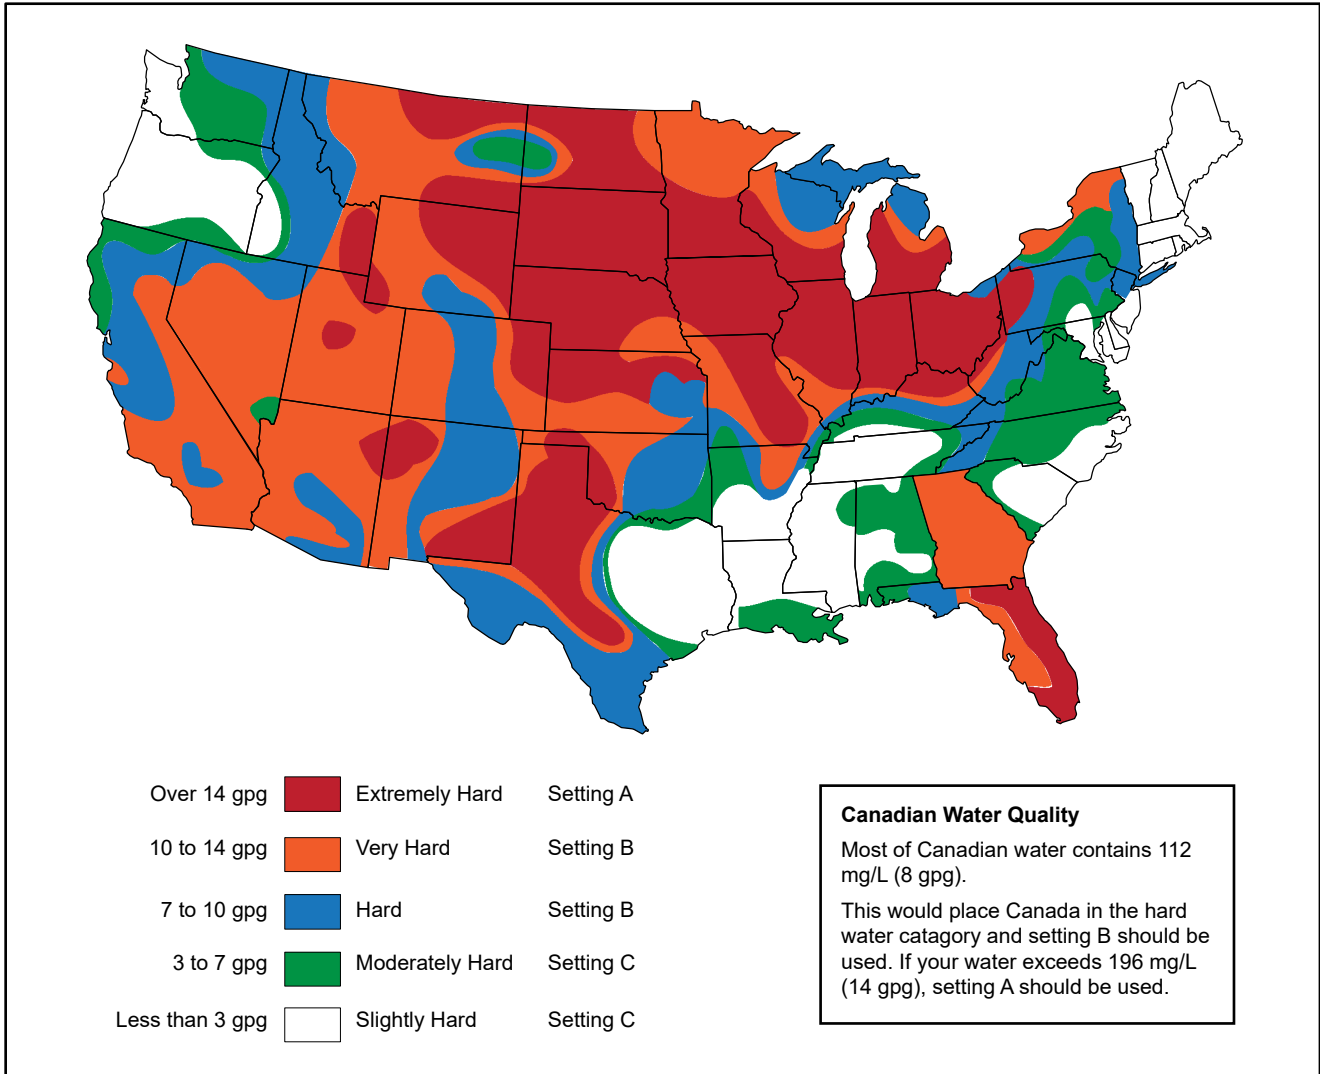 Over 14 gpg Extremely Hard Setting A
10 to 14 gpg Very Hard Setting B
7 to 10 gpg Hard Setting B
3 to 7 gpg Moderately Hard Setting C
Less than 3 gpg Slightly Hard Setting C
Canadian Water Quality
Most of Canadian water contains 112
mg/L (8 gpg).
This would place Canada in the hard
water catagory and setting B should be
used. If your water exceeds 196 mg/L
(14 gpg), setting A should be used.